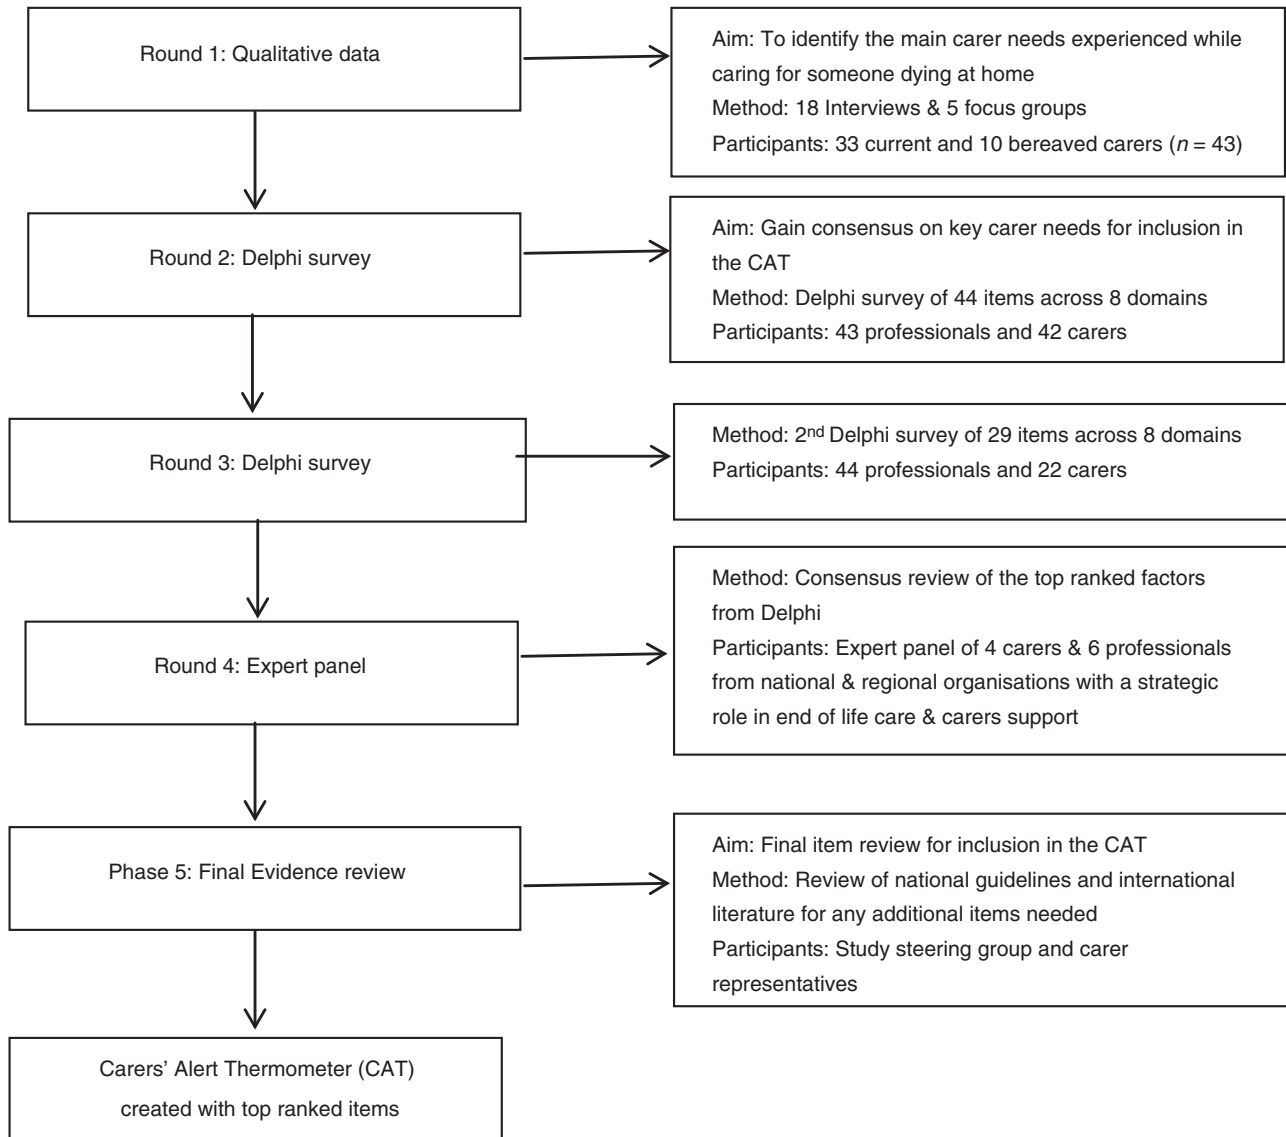 Round 1: Qualitative data
Aim: To identify the main carer needs experienced while
caring for someone dying at home
Method: 18 Interviews & 5 focus groups
Participants: 33 current and 10 bereaved carers (n = 43)
Round 2: Delphi survey
Aim: Gain consensus on key carer needs for inclusion in
the CAT
Method: Delphi survey of 44 items across 8 domains
Participants: 43 professionals and 42 carers
Round 3: Delphi survey
Method: 2nd Delphi survey of 29 items across 8 domains
Participants: 44 professionals and 22 carers
Round 4: Expert panel
Method: Consensus review of the top ranked factors
from Delphi
Participants: Expert panel of 4 carers & 6 professionals
from national & regional organisations with a strategic
role in end of life care & carers support
Phase 5: Final Evidence review
Aim: Final item review for inclusion in the CAT
Method: Review of national guidelines and international
literature for any additional items needed
Participants: Study steering group and carer
representatives
Carers’ Alert Thermometer (CAT)
created with top ranked items